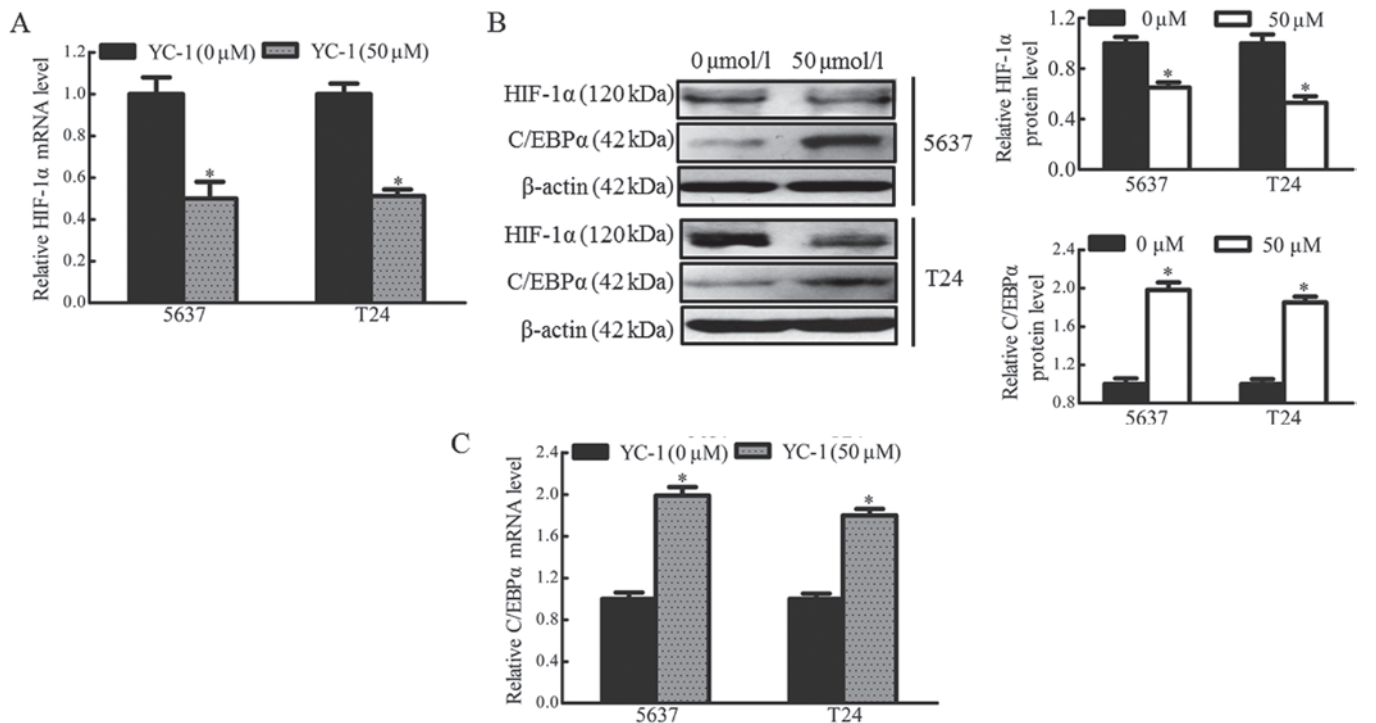 A
YC-1 (0 μM) YC-1 (50 μM)
Relative HIF-1α mRNA level
1.2
1.0
0.8
0.6
0.4
0.2
0.0
*
*
5637 T24
B
0 μmol/l 50 μmol/l
HIF-1α (120 kDa)
C/EBPα (42 kDa)
β-actin (42 kDa)
5637
HIF-1α (120 kDa)
C/EBPα (42 kDa)
β-actin (42 kDa)
T24
0 μM 50 μM
Relative HIF-1α
protein level
1.2
0.8
0.4
0.0
*
*
5637 T24
0 μM 50 μM
Relative C/EBPα
protein level
2.4
2.0
1.6
1.2
0.8
*
*
5637 T24
C
YC-1 (0 μM) YC-1 (50 μM)
Relative C/EBPα mRNA level
2.4
2.0
1.6
1.2
0.8
0.4
0.0
*
*
5637 T24